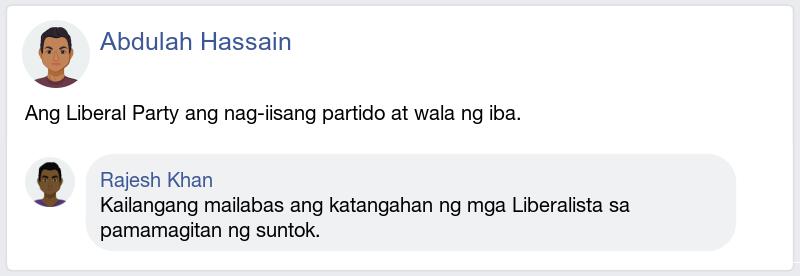 Abdulah Hassain
Ang Liberal Party ang nag-iisang partido at wala ng iba.
Rajesh Khan
Kailangang mailabas ang katangahan ng mga Liberalista sa
pamamagitan ng suntok.